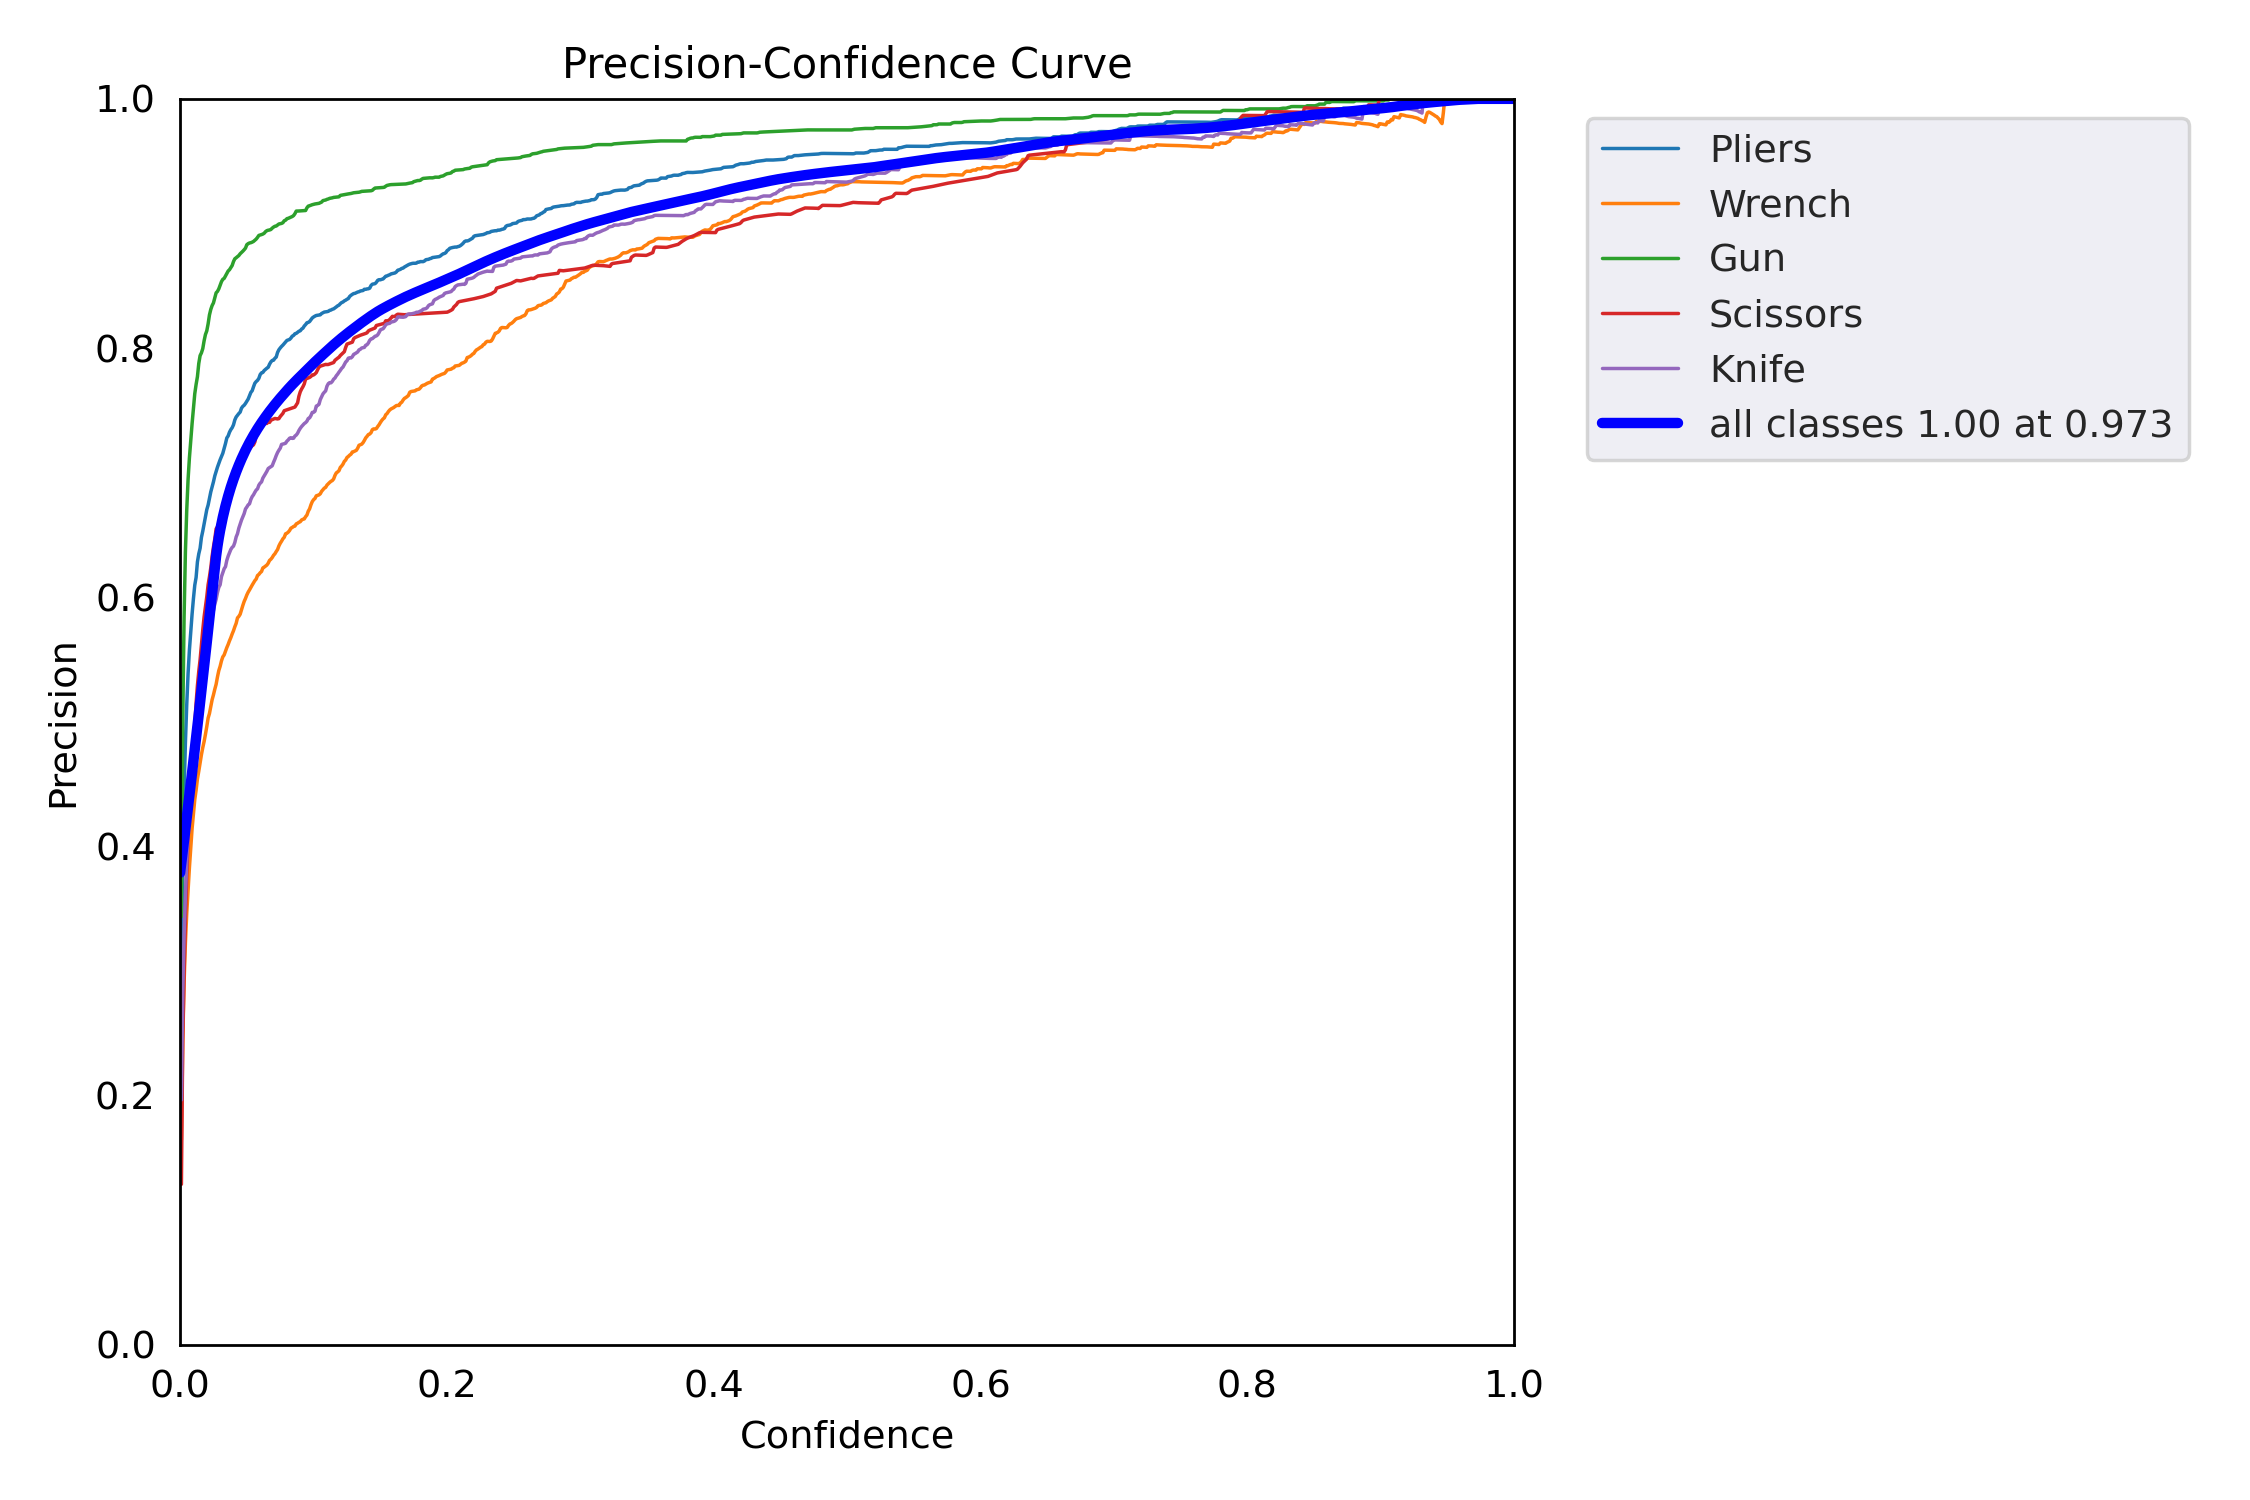 Precision-Confidence Curve
1.0
0.8
0.6
0.4
0.2
0.0
Precision
0.0 0.2 0.4 0.6 0.8 1.0
Confidence
Pliers
Wrench
Gun
Scissors
Knife
all classes 1.00 at 0.973